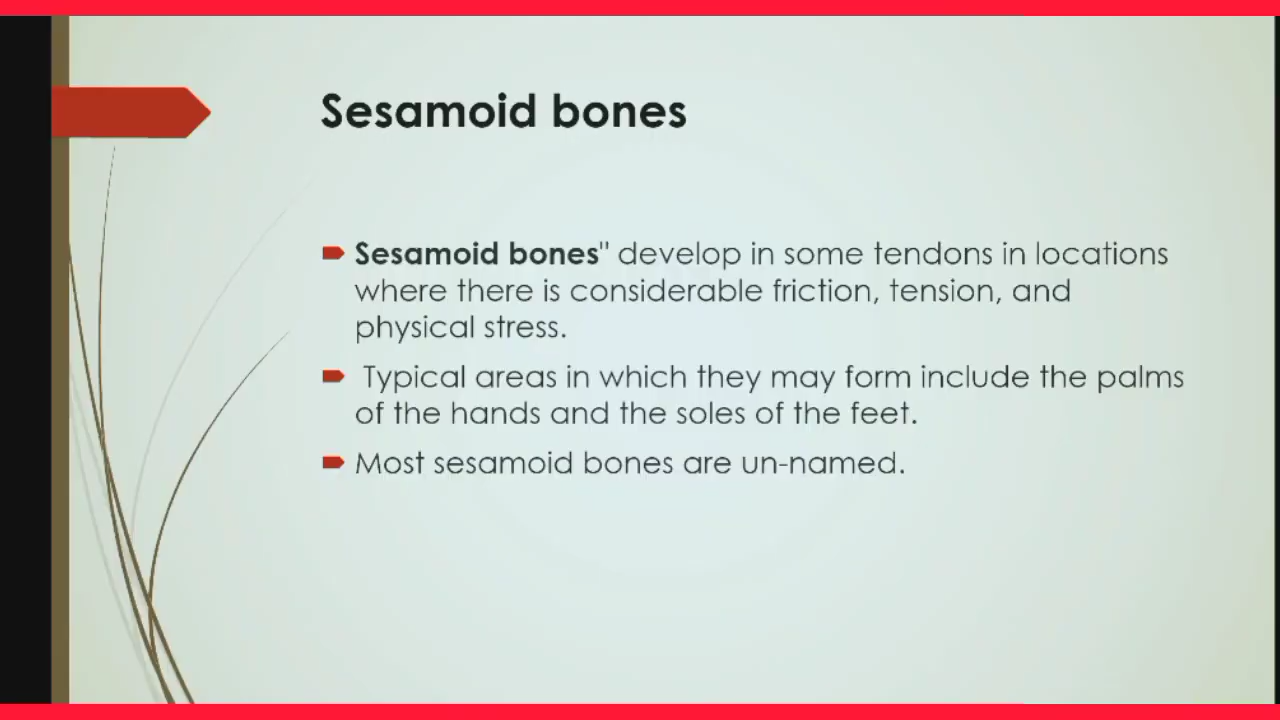 Sesamoid bones
Sesamoid bones" develop in some tendons in locations
where there is considerable friction, tension, and
physical stress.
Typical areas in which they may form include the palms
of the hands and the soles of the feet.
Most sesamoid bones are un-named.